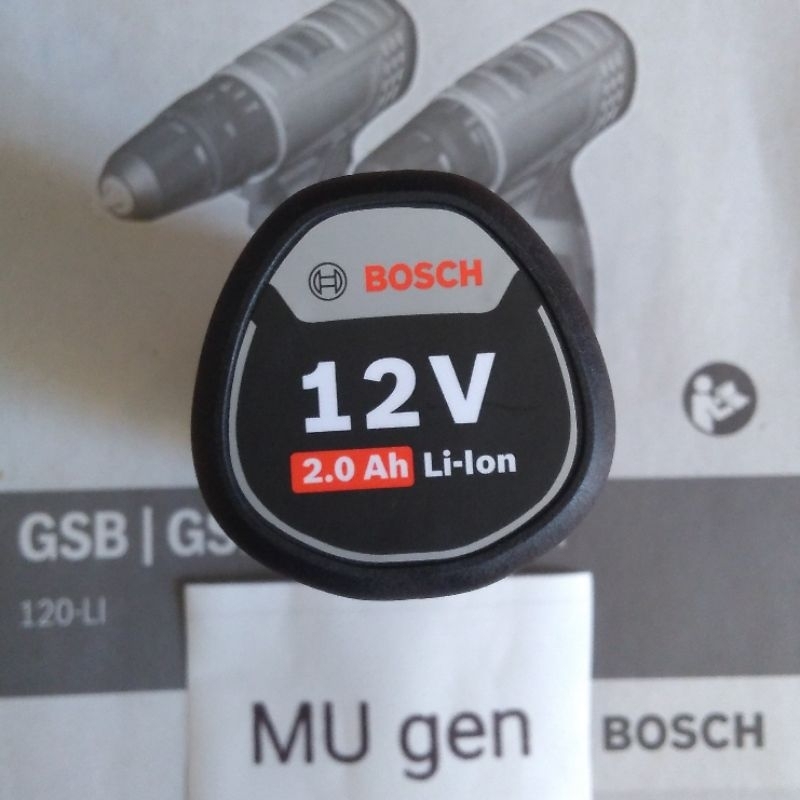 BOSCH
12V
2.0 Ah Li-Ion
GSB | GS
120-LI
MU gen
BOSCH